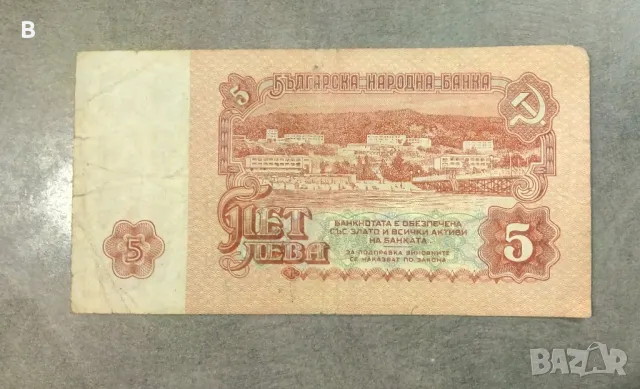 B
БЪЛГАРСКА НАРОДНА БАНКА
5
ПЕТ
ЛЕВА
БАНКНОТАТА Е ОБЕЗПЕЧЕНА
СЪС ЗЛАТО И ВСИЧКИ АКТИВИ
НА БАНКАТА
ЗА ПОДПРАВКА ВИНОВНИТЕ
СЕ НАКАЗВАТ ПО ЗАКОНА
5
5
BAZAR